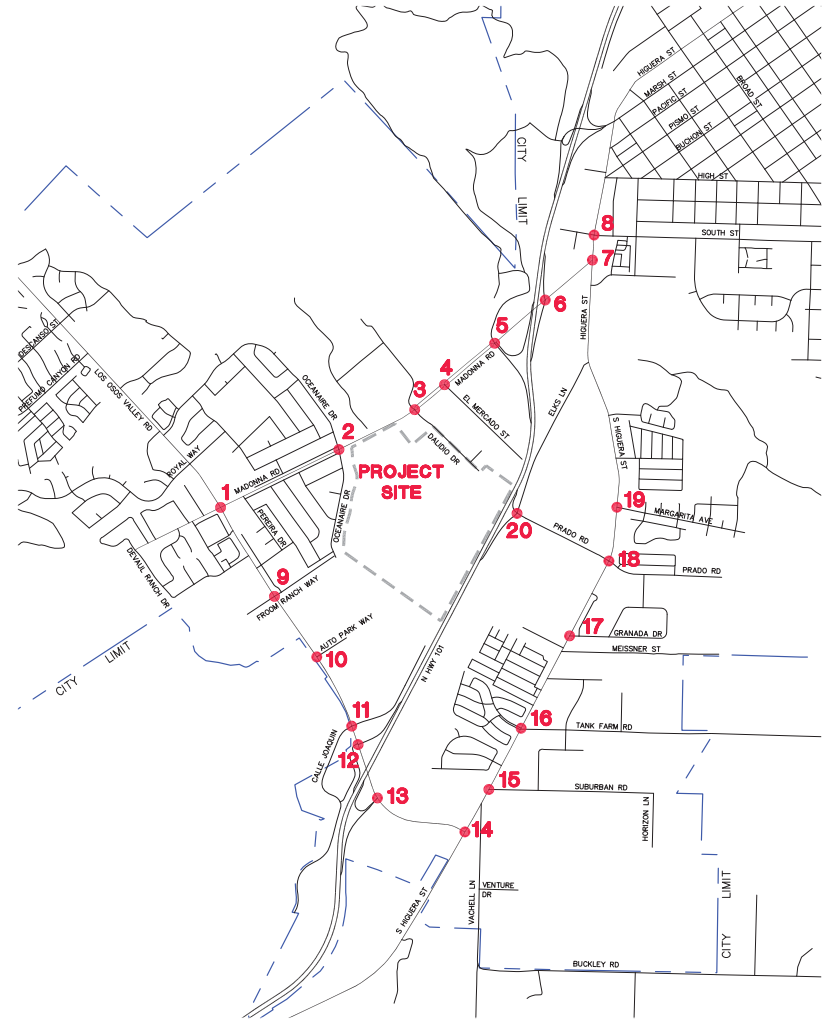 HIGUERA ST
MARSH ST
BROAD ST
PACIFIC ST
PISMO ST
BUCHON ST
CITY LIMIT
HIGH ST
8
SOUTH ST
7
6
HIGUERA ST
5
MADONNA RD
4
DESCANSO ST
PREFUMO CANYON RD
LOS OSOS VALLEY RD
OCEANAIRE DR
3
EL MERCADO ST
ELKS LN
2
DALIDIO DR
S HIGUERA ST
ROYAL WAY
MADONNA RD
PROJECT
SITE
1
OCEANAIRE DR
PEREIRA DR
19
MARGARITA AVE
20
PRADO RD
DEVAUL RANCH DR
18
PRADO RD
9
FROOM RANCH WAY
AUTO PARK WAY
17
GRANADA DR
MEISSNER ST
10
CITY LIMIT
N HWY 101
11
16
TANK FARM RD
CALLE JOAQUIN
12
15
SUBURBAN RD
13
HORIZON LN
14
S HIGUERA ST
VACHELL LN
VENTURE
DR
CITY LIMIT
BUCKLEY RD